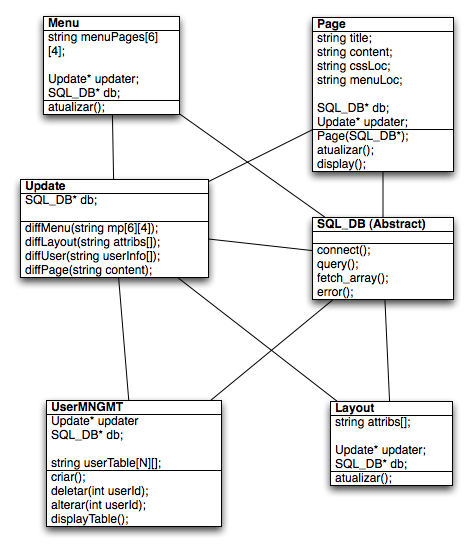 Menu
string menuPages[6]
[4];
Update* updater;
SQL_DB* db;
atualizar();
Page
string title;
string content;
string cssLoc;
string menuLoc;
SQL_DB* db;
Update* updater;
Page(SQL_DB*);
atualizar();
display();
Update
SQL_DB* db;
diffMenu(string mp[6][4]);
diffLayout(string attribs[]);
diffUser(string userInfo[]);
diffPage(string content);
SQL_DB (Abstract)
connect();
query();
fetch_array();
error();
UserMNGMT
Update* updater
SQL_DB* db;
string userTable[N][];
criar();
deletar(int userId);
alterar(int userId);
displayTable();
Layout
string attribs[];
Update* updater;
SQL_DB* db;
atualizar();